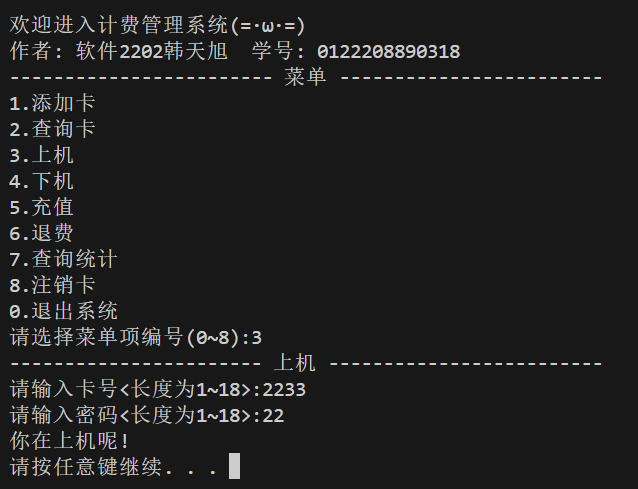 欢迎进入计费管理系统(=·ω·=)
作者: 软件2202韩天旭  学号: 0122208890318
------------------------ 菜单 ------------------------
1.添加卡
2.查询卡
3.上机
4.下机
5.充值
6.退费
7.查询统计
8.注销卡
0.退出系统
请选择菜单项编号(0~8):3
----------------------- 上机 -------------------------
请输入卡号<长度为1~18>:2233
请输入密码<长度为1~18>:22
你在上机呢!
请按任意键继续. . .